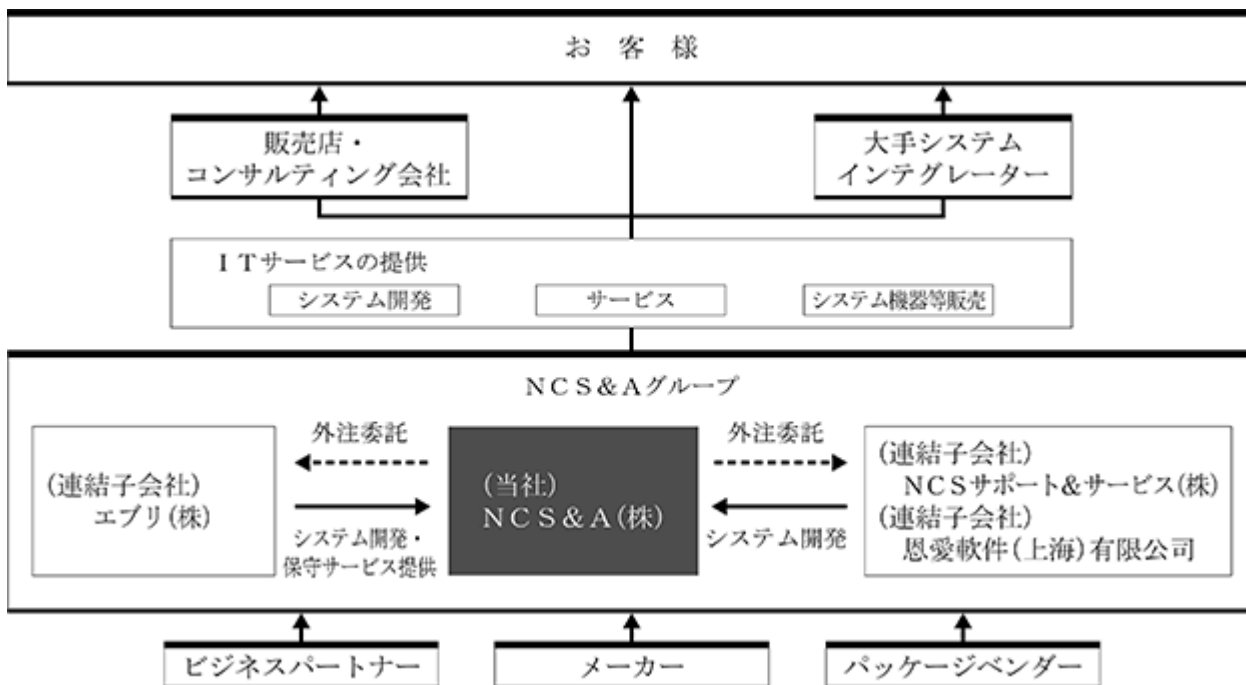 お客様
販売店・
コンサルティング会社
大手システム
インテグレーター
ITサービスの提供
システム開発
サービス
システム機器等販売
NCS&Aグループ
(連結子会社)
エブリ(株)
外注委託
システム開発・
保守サービス提供
(当社)
NCS&A(株)
外注委託
システム開発
(連結子会社)
NCSサポート&サービス(株)
(連結子会社)
恩愛軟件(上海)有限公司
ビジネスパートナー
メーカー
パッケージベンダー